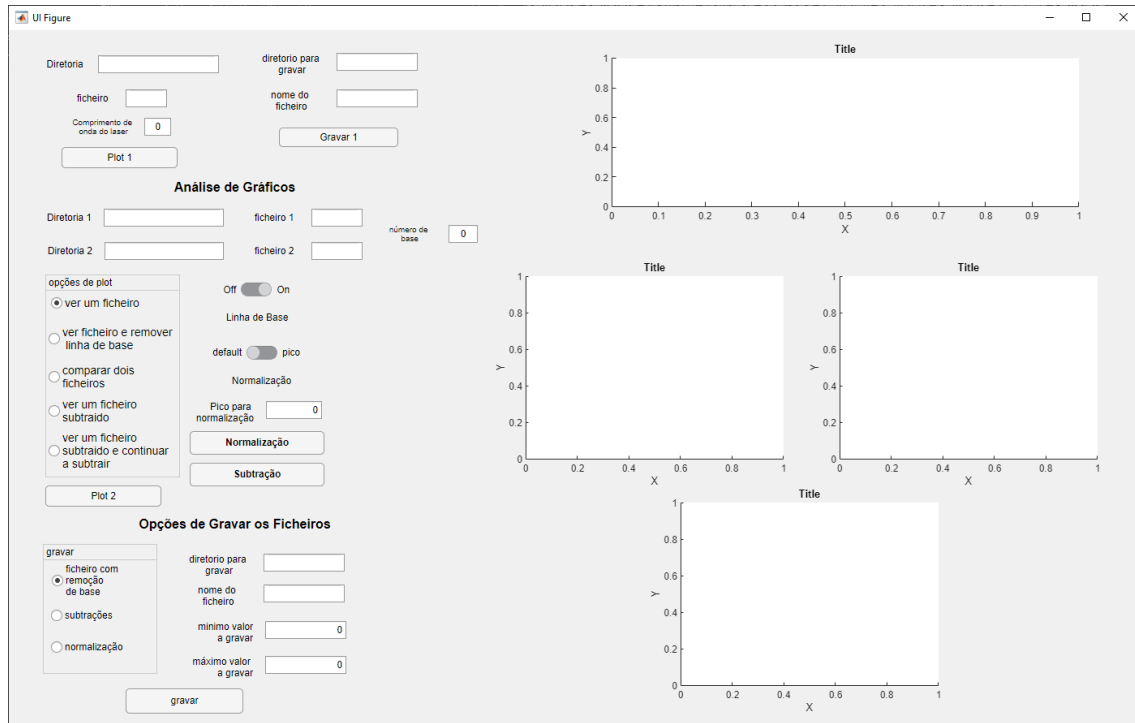 UI Figure
Diretoria
diretorio para
gravar
ficheiro
nome do
ficheiro
Comprimento de
onda do laser
0
Plot 1
Gravar 1
Análise de Gráficos
Diretoria 1
ficheiro 1
número de
base
0
Diretoria 2
ficheiro 2
opções de plot
ver um ficheiro
ver ficheiro e remover
linha de base
comparar dois
ficheiros
ver um ficheiro
subtraido
ver um ficheiro
subtraido e continuar
a subtrair
Plot 2
Off On
Linha de Base
default pico
Normalização
Pico para
normalização
0
Normalização
Subtração
Opções de Gravar os Ficheiros
gravar
ficheiro com
remoção
de base
subtrações
normalização
diretorio para
gravar
nome do
ficheiro
minimo valor
a gravar
0
máximo valor
a gravar
0
gravar
Title
1
0.8
0.6
0.4
0.2
0
Y
0 0.1 0.2 0.3 0.4 0.5 0.6 0.7 0.8 0.9 1
X
Title
1
0.8
0.6
0.4
0.2
0
Y
0 0.2 0.4 0.6 0.8 1
X
Title
1
0.8
0.6
0.4
0.2
0
Y
0 0.2 0.4 0.6 0.8 1
X
Title
1
0.8
0.6
0.4
0.2
0
Y
0 0.2 0.4 0.6 0.8 1
X